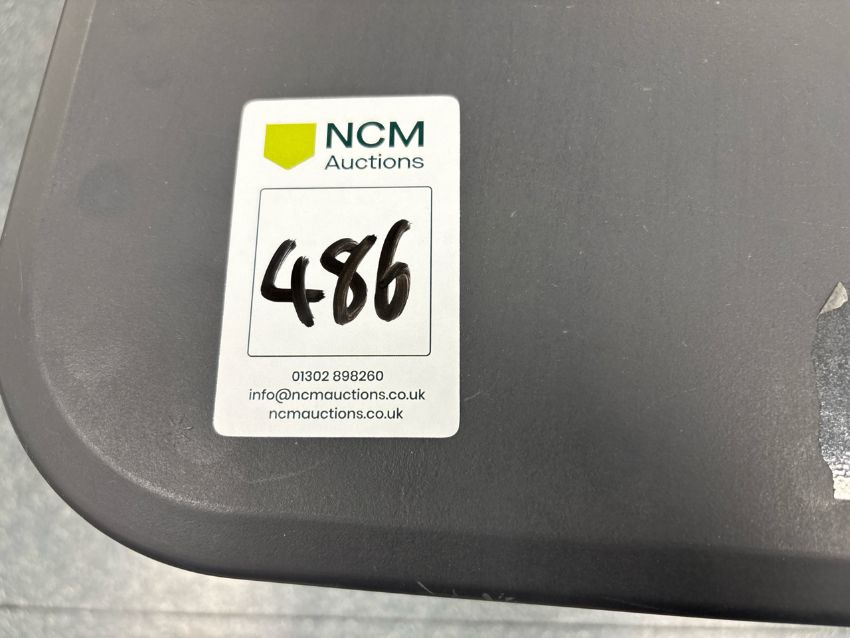 NCM
Auctions
486
01302 898260
info@ncmauctions.co.uk
ncmauctions.co.uk